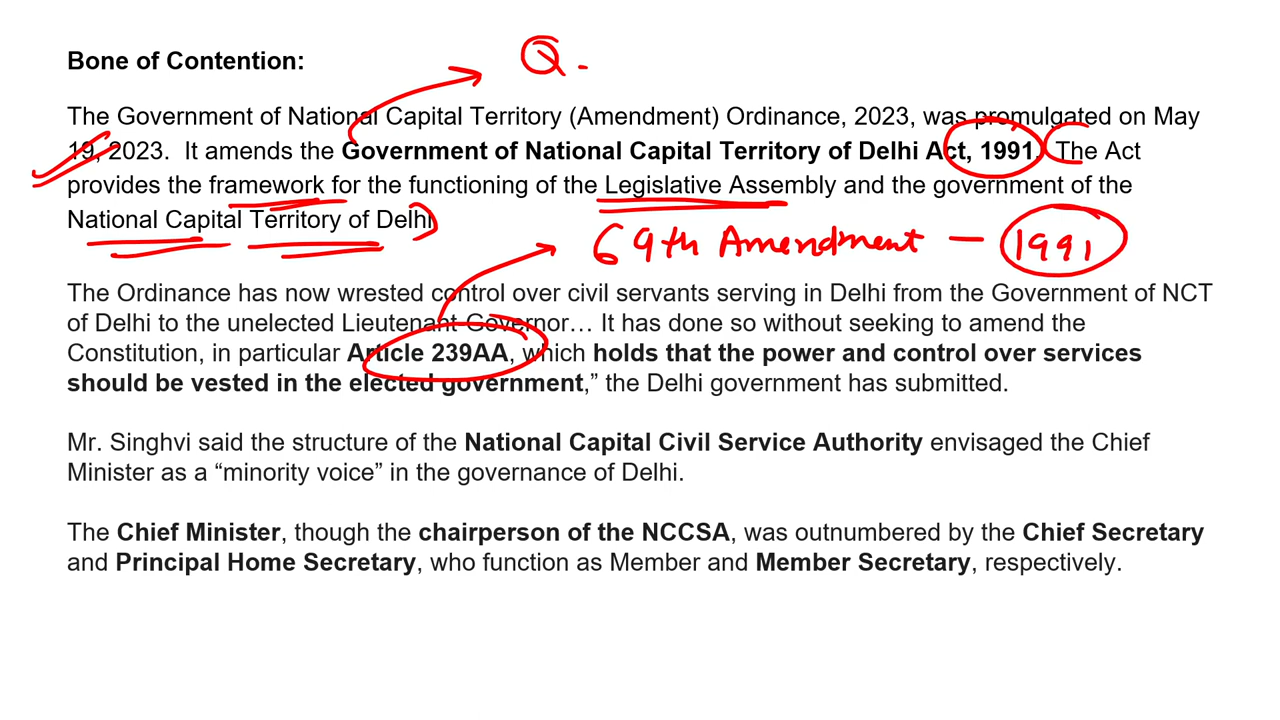 Bone of Contention:
Q.
The Government of National Capital Territory (Amendment) Ordinance, 2023, was promulgated on May
19, 2023. It amends the Government of National Capital Territory of Delhi Act, 1991. The Act
provides the framework for the functioning of the Legislative Assembly and the government of the
National Capital Territory of Delhi
69th Amendment - 1991
The Ordinance has now wrested control over civil servants serving in Delhi from the Government of NCT
of Delhi to the unelected Lieutenant Governor… It has done so without seeking to amend the
Constitution, in particular Article 239AA, which holds that the power and control over services
should be vested in the elected government,” the Delhi government has submitted.
Mr. Singhvi said the structure of the National Capital Civil Service Authority envisaged the Chief
Minister as a “minority voice” in the governance of Delhi.
The Chief Minister, though the chairperson of the NCCSA, was outnumbered by the Chief Secretary
and Principal Home Secretary, who function as Member and Member Secretary, respectively.